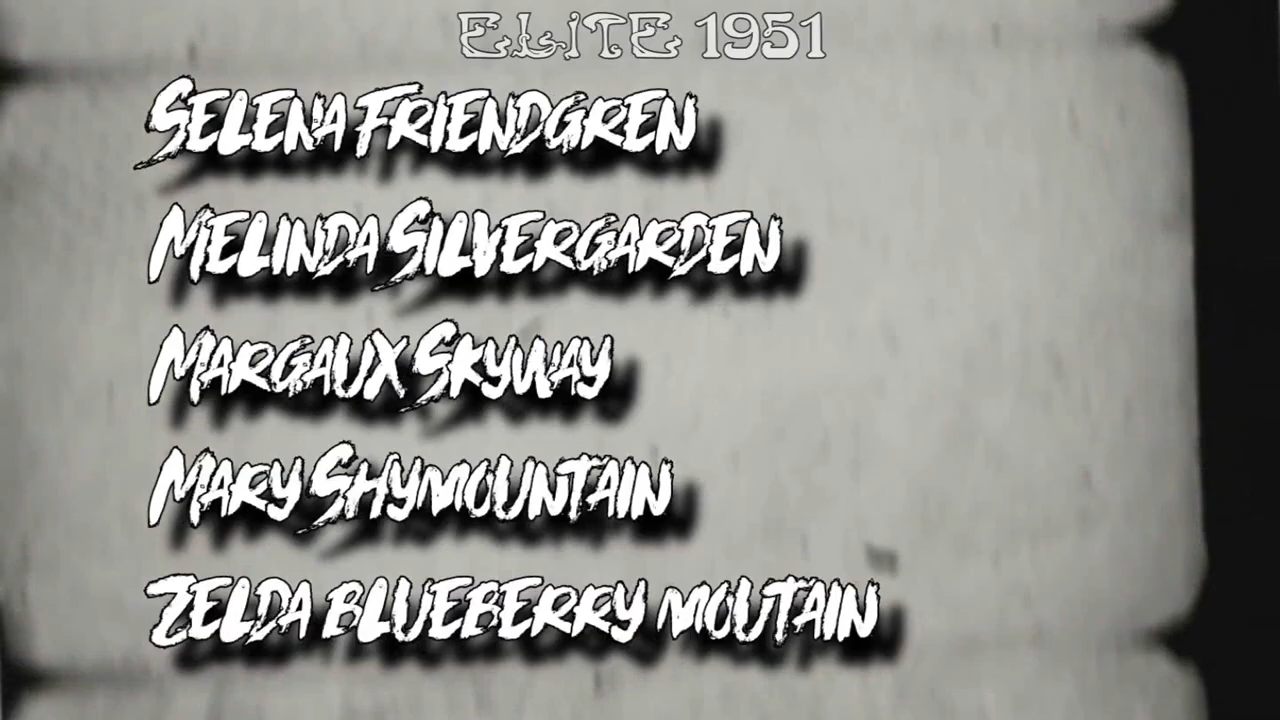 ELiTE 1951
Selena Friendgren
Melinda Silvergarden
Margaux Skyway
Mary Shymountain
Zelda blueberry moutain